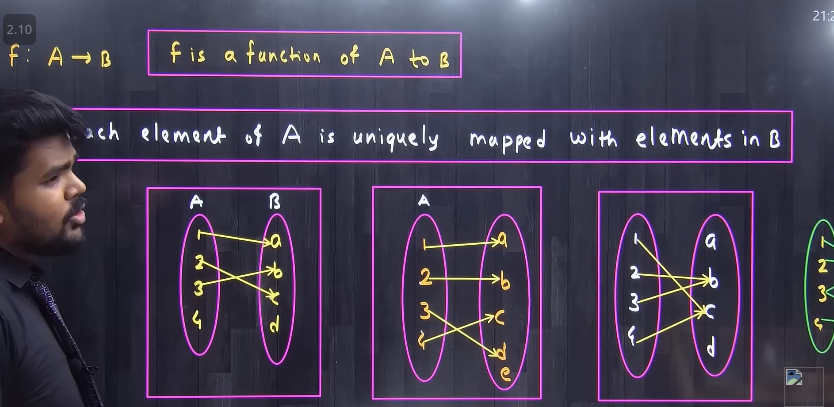 2.10
21:2
f: A → B
f is a function of A to B
ach element of A is uniquely mapped with elements in B
A B
1 a
2 b
3 c
4 d
A
1 a
2 b
3 c
4 d
e
1 a
2 b
3 c
4 d
1
2
3
4